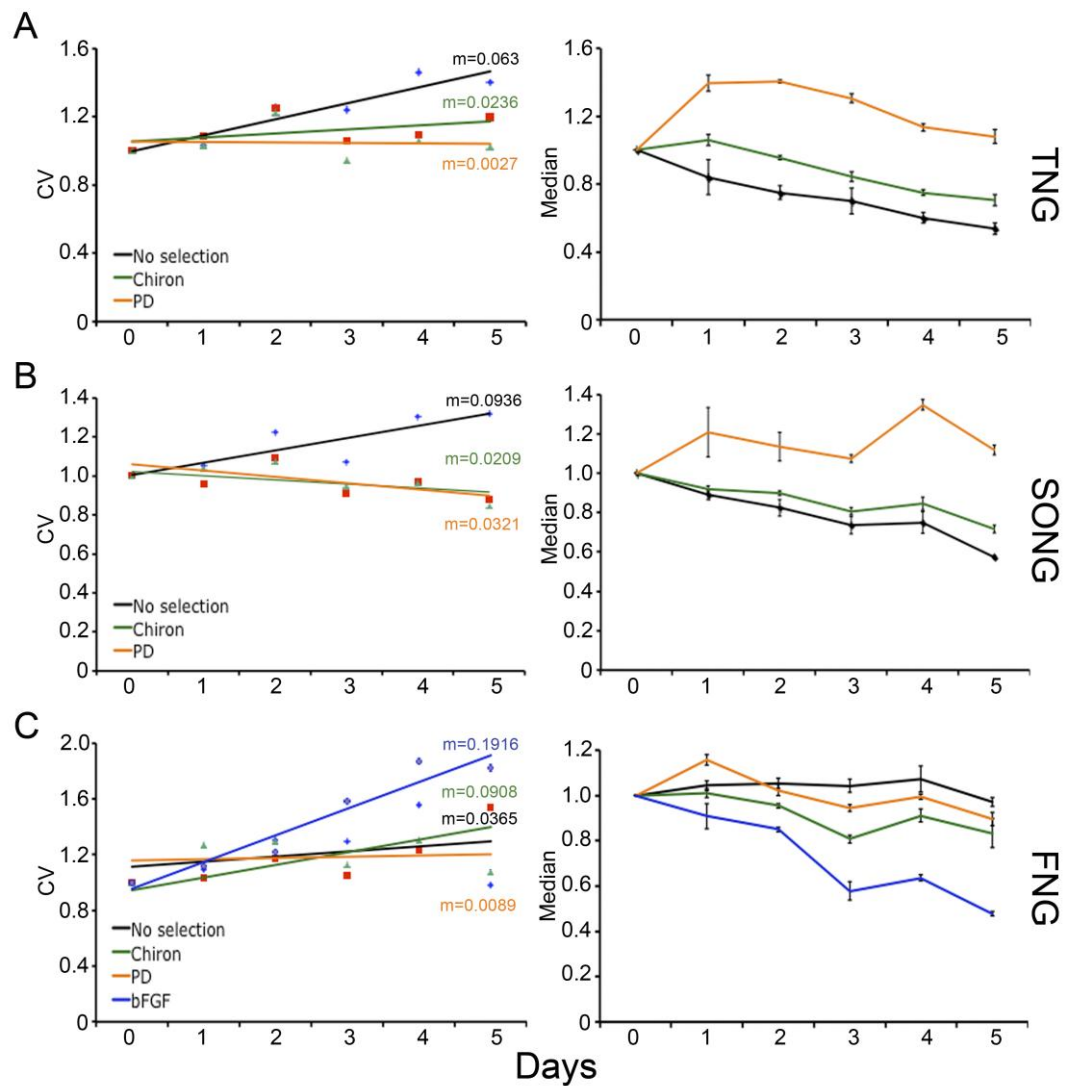 A
CV
1.6
1.2
0.8
0.4
0
m=0.063
m=0.0236
m=0.0027
No selection
Chiron
PD
0 1 2 3 4 5
Median
1.6
1.2
0.8
0.4
0
0 1 2 3 4 5
TNG
B
CV
1.4
1.2
1.0
0.8
0.6
0.4
0.2
0
m=0.0936
m=0.0209
m=0.0321
No selection
Chiron
PD
0 1 2 3 4 5
Median
1.4
1.2
1.0
0.8
0.6
0.4
0.2
0
0 1 2 3 4 5
SONG
C
CV
2.0
1.6
1.2
0.8
0.4
0
m=0.1916
m=0.0908
m=0.0365
m=0.0089
No selection
Chiron
PD
bFGF
0 1 2 3 4 5
Median
1.2
1.0
0.8
0.6
0.4
0.2
0
0 1 2 3 4 5
FNG
Days